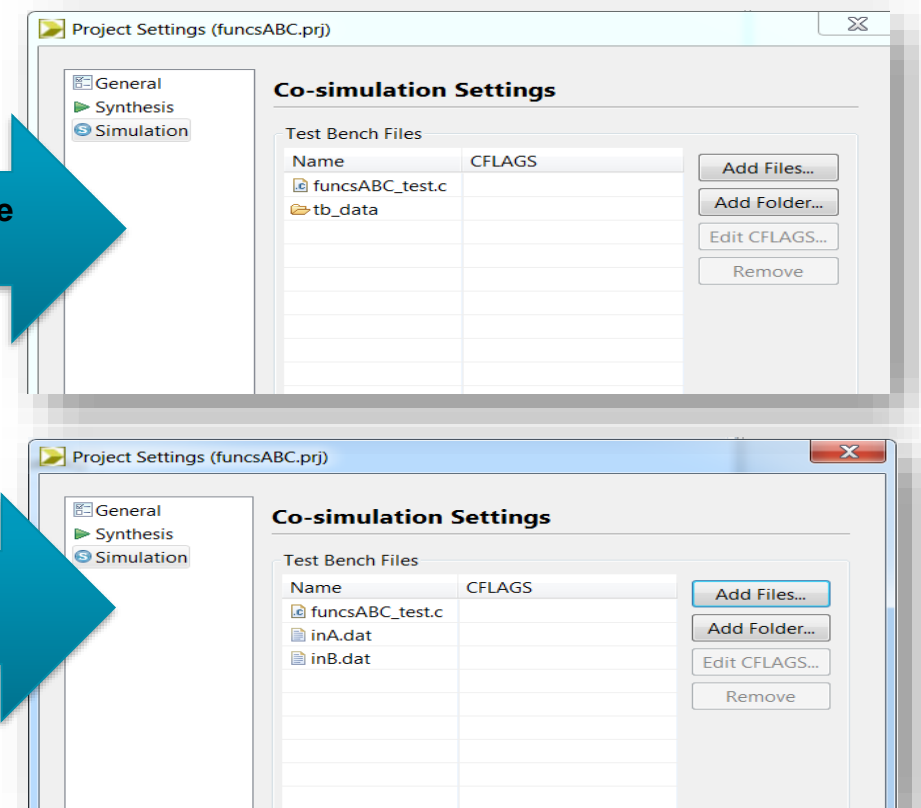 Project Settings (funcsABC.prj)
General
Synthesis
Simulation
Co-simulation Settings
Test Bench Files
Name CFLAGS
funcsABC_test.c
tb_data
Add Files...
Add Folder...
Edit CFLAGS...
Remove
e
Project Settings (funcsABC.prj)
General
Synthesis
Simulation
Co-simulation Settings
Test Bench Files
Name CFLAGS
funcsABC_test.c
inA.dat
inB.dat
Add Files...
Add Folder...
Edit CFLAGS...
Remove